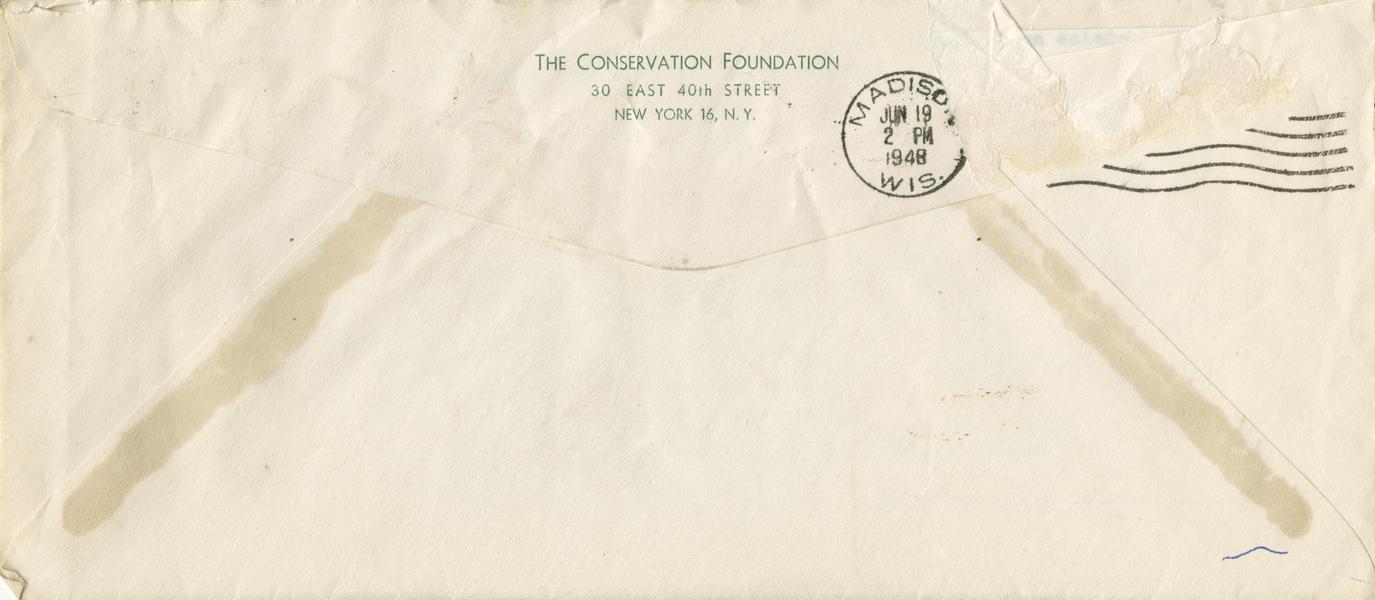 THE CONSERVATION FOUNDATION
30 EAST 40th STREET
NEW YORK 16, N. Y.
MADISON
JUN 19
2 PM
1948
WIS.